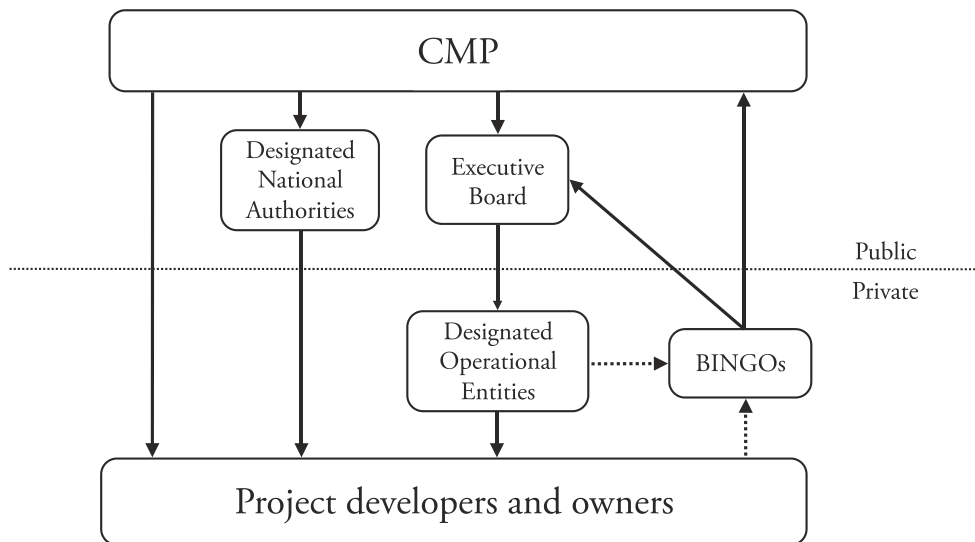 CMP
Designated
National
Authorities
Executive
Board
Public
Private
Designated
Operational
Entities
BINGOs
Project developers and owners